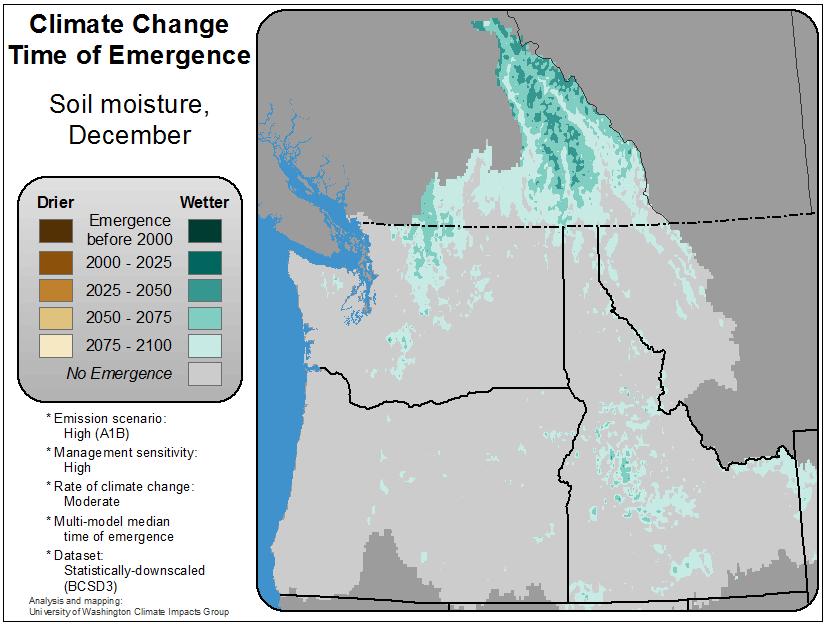 Climate Change
Time of Emergence
Soil moisture,
December
Drier Wetter
Emergence
before 2000
2000 - 2025
2025 - 2050
2050 - 2075
2075 - 2100
No Emergence
* Emission scenario:
High (A1B)
* Management sensitivity:
High
* Rate of climate change:
Moderate
* Multi-model median
time of emergence
* Dataset:
Statistically-downscaled
(BCSD3)
Analysis and mapping:
University of Washington Climate Impacts Group